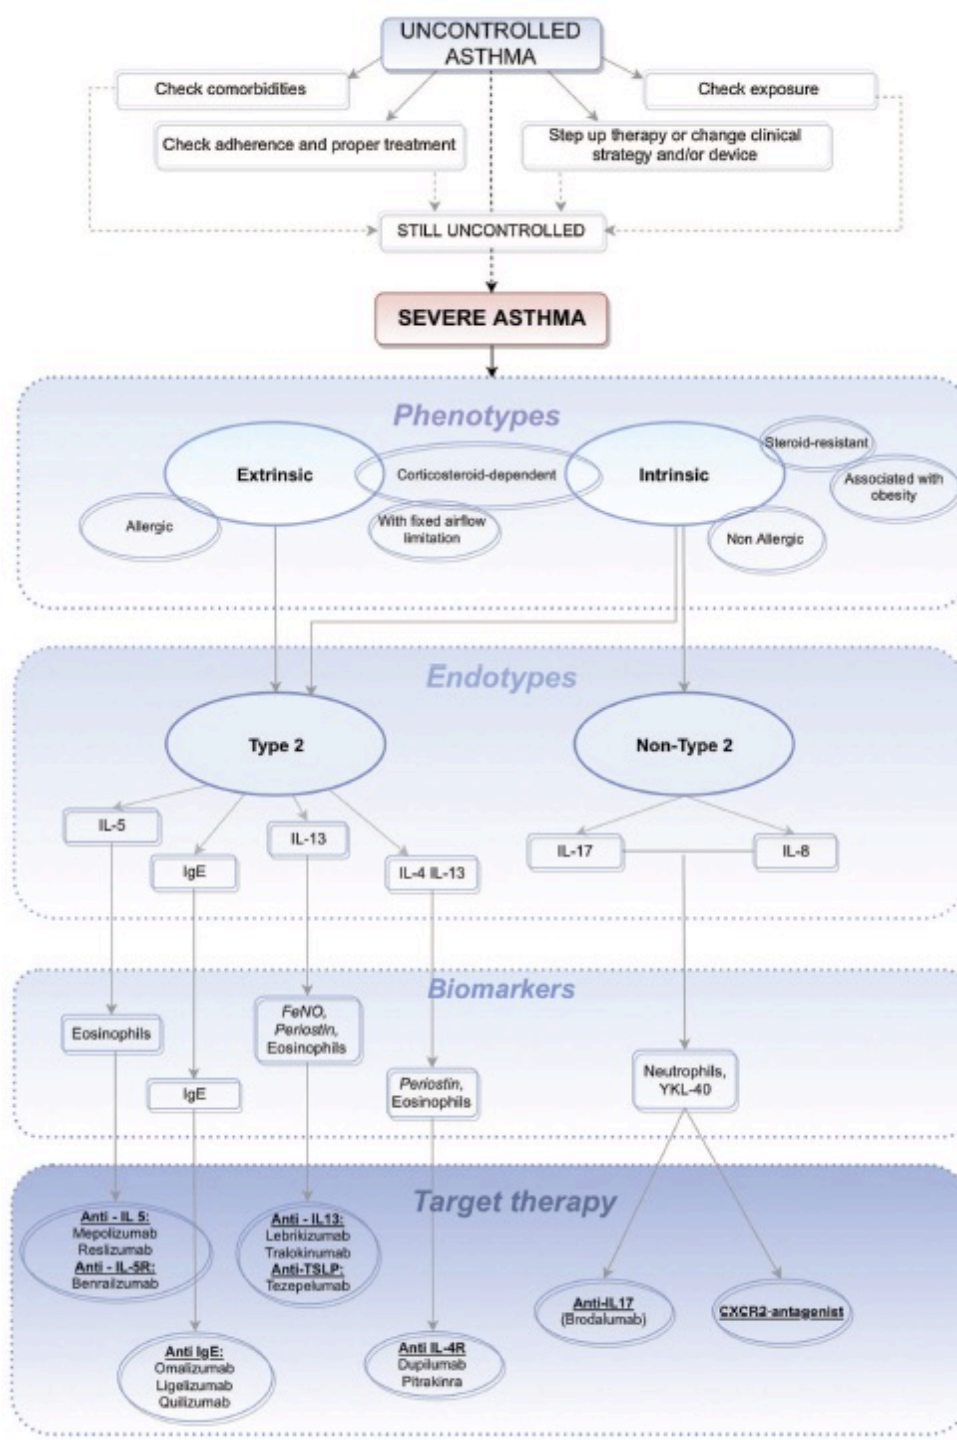 UNCONTROLLED
ASTHMA
Check comorbidities
Check exposure
Check adherence and proper treatment
Step up therapy or change clinical
strategy and/or device
STILL UNCONTROLLED
SEVERE ASTHMA
Phenotypes
Extrinsic
Corticosteroid-dependent
Intrinsic
Steroid-resistant
Associated with
obesity
Allergic
With fixed airflow
limitation
Non Allergic
Endotypes
Type 2
Non-Type 2
IL-5
IgE
IL-13
IL-4 IL-13
IL-17
IL-8
Biomarkers
Eosinophils
IgE
FeNO,
Periostin,
Eosinophils
Periostin,
Eosinophils
Neutrophils,
YKL-40
Target therapy
Anti - IL 5:
Mepolizumab
Reslizumab
Anti - IL-5R:
Benrailzumab
Anti IgE:
Omalizumab
Ligelizumab
Quilizumab
Anti - IL13:
Lebrikizumab
Tralokinumab
Anti-TSLP:
Tezepelumab
Anti IL-4R
Dupilumab
Pitrakinra
Anti-IL17
(Brodalumab)
CXCR2-antagonist